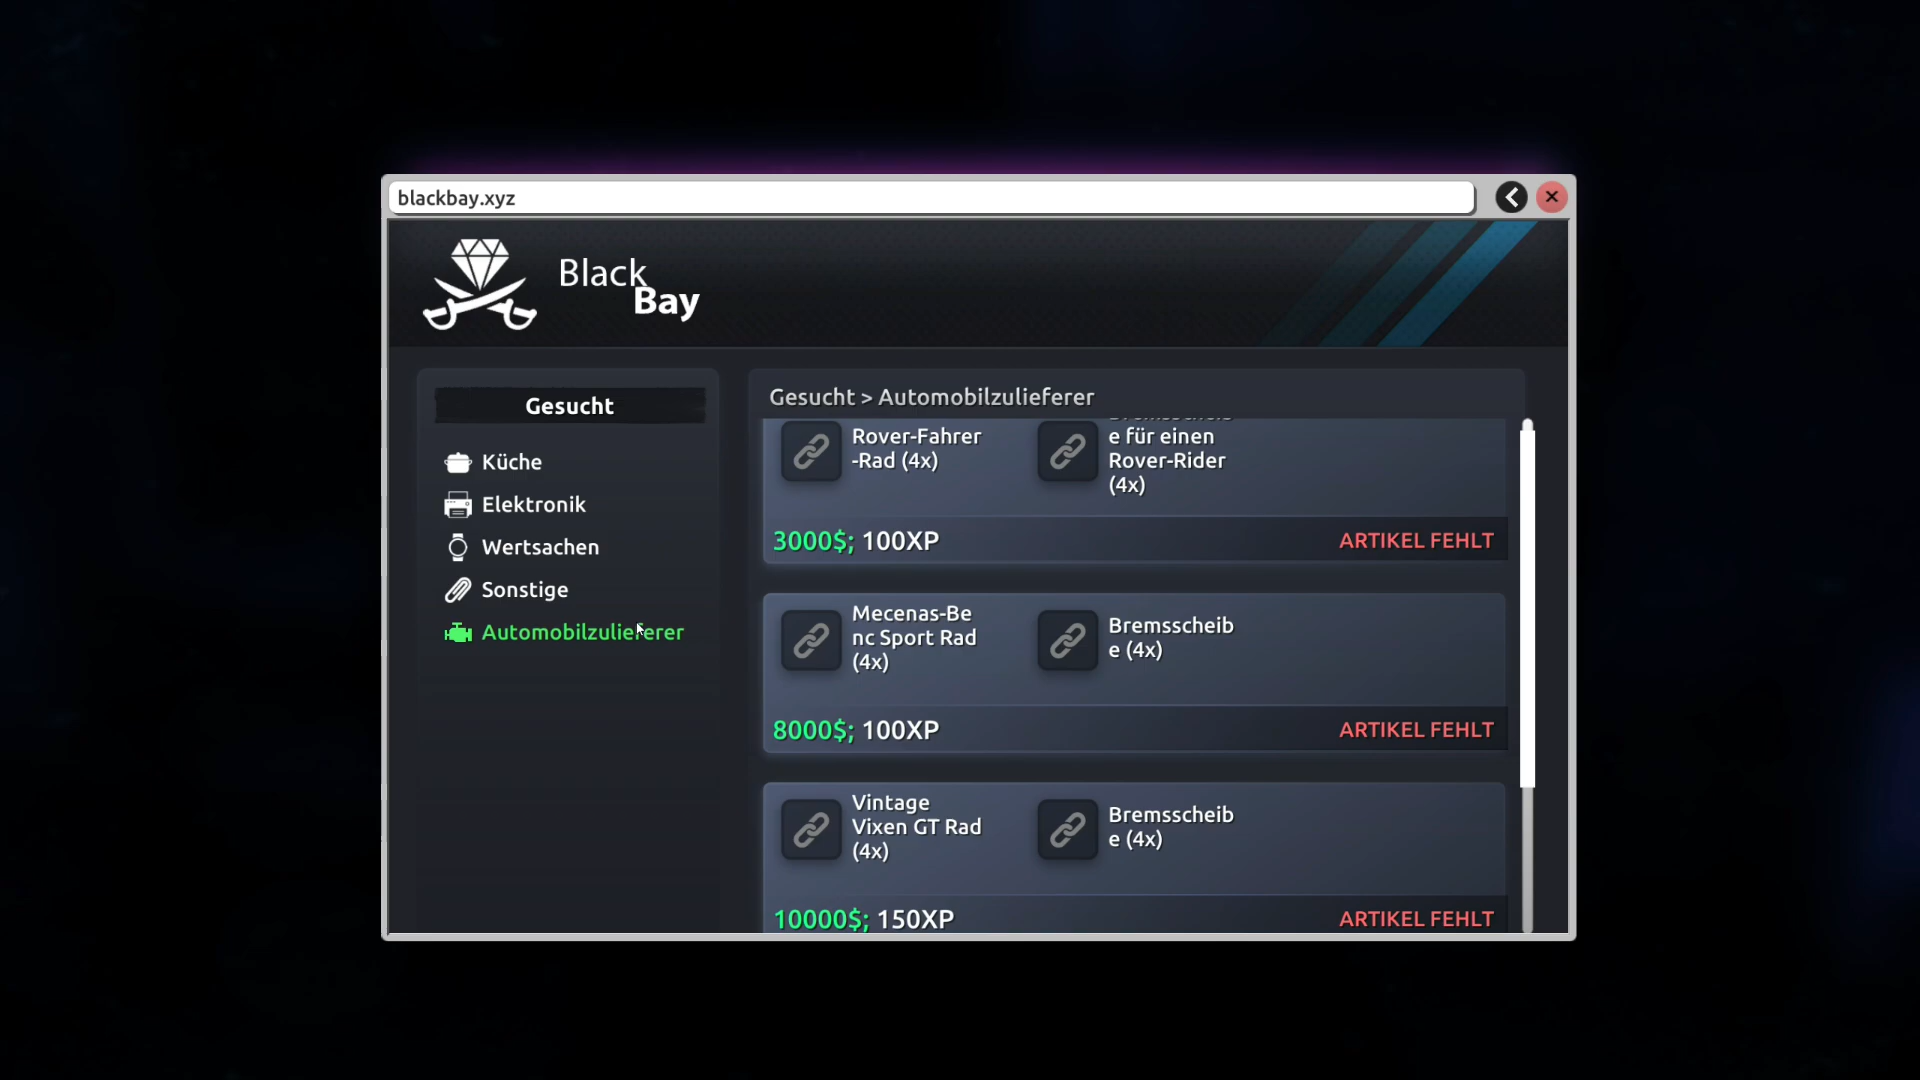 blackbay.xyz
Black
Bay
Gesucht
Küche
Elektronik
Wertsachen
Sonstige
Automobilzulieferer
Gesucht > Automobilzulieferer
Rover-Fahrer
-Rad (4x)
e für einen
Rover-Rider
(4x)
3000$; 100XP
ARTIKEL FEHLT
Mecenas-Be
nc Sport Rad
(4x)
Bremsscheib
e (4x)
8000$; 100XP
ARTIKEL FEHLT
Vintage
Vixen GT Rad
(4x)
Bremsscheib
e (4x)
10000$; 150XP
ARTIKEL FEHLT